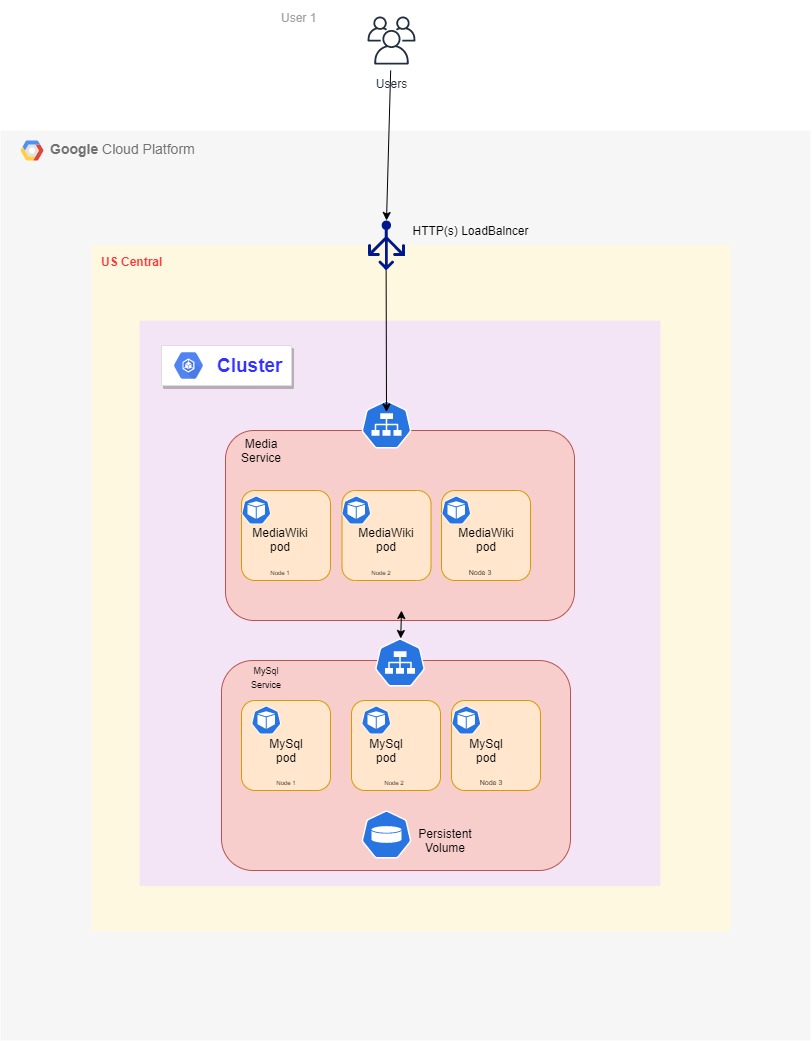 User 1
Users
Google Cloud Platform
HTTP(s) LoadBalncer
US Central
Cluster
Media
Service
MediaWiki
pod
Node 1
MediaWiki
pod
Node 2
MediaWiki
pod
Node 3
MySql
Service
MySql
pod
Node 1
MySql
pod
Node 2
MySql
pod
Node 3
Persistent
Volume